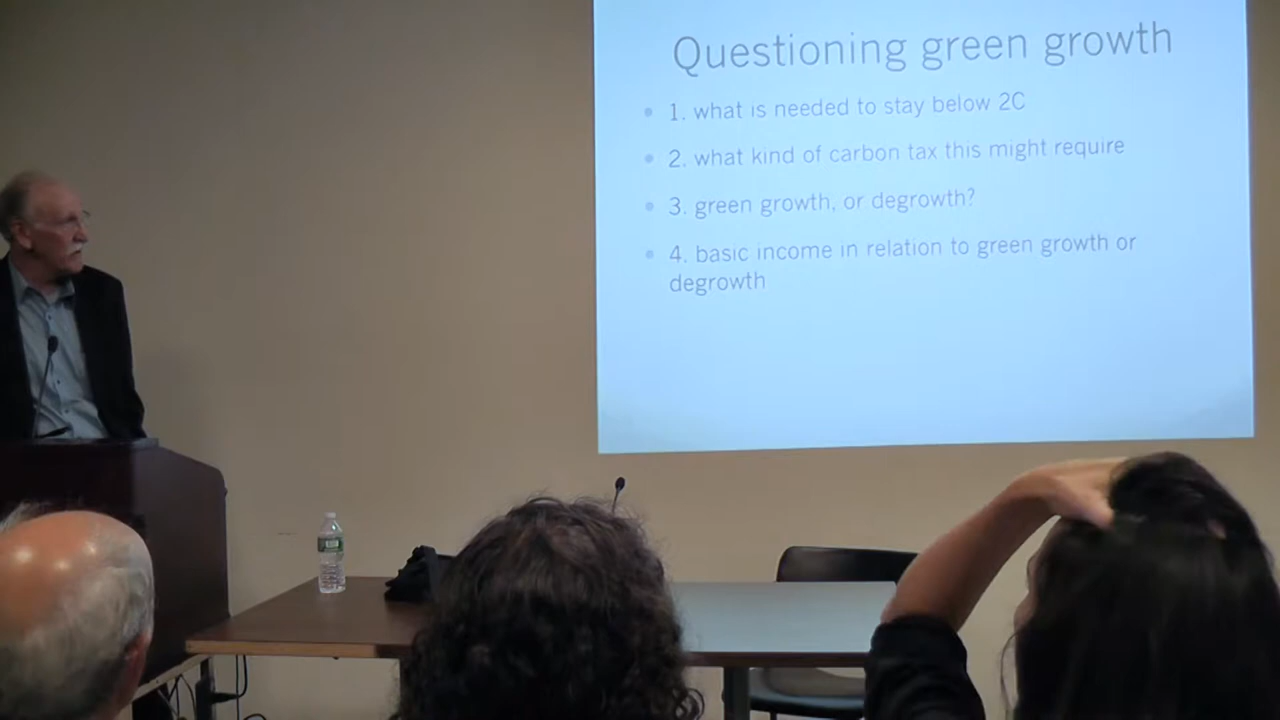 Questioning green growth
• 1. what is needed to stay below 2C
• 2. what kind of carbon tax this might require
• 3. green growth, or degrowth?
• 4. basic income in relation to green growth or
degrowth